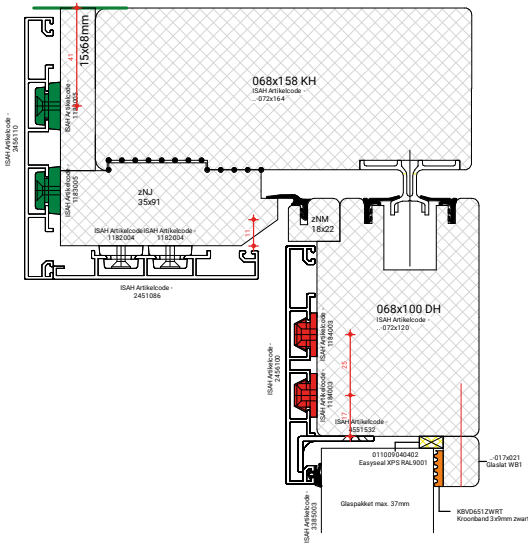 41
15x68mm
068x158 KH
ISAH Artikelcode -
..-072x164
ISAH Artikelcode -
1183005
ISAH Artikelcode -
2456110
ISAH Artikelcode -
1183005
zNJ
35x91
zNM
18x22
11
ISAH Artikelcode -
1182004
ISAH Artikelcode -
1182004
ISAH Artikelcode -
2451086
068x100 DH
ISAH Artikelcode -
..-072x120
ISAH Artikelcode -
1184003
ISAH Artikelcode -
2456100
25
ISAH Artikelcode -
1184003
17
ISAH Artikelcode -
4551532
011009040402
Easyseal XPS RAL9001
..-017x021
Glaslat WB1
Glaspakket max. 37mm
ISAH Artikelcode -
3385003
KBVD651ZWRT
Kroonband 3x9mm zwart